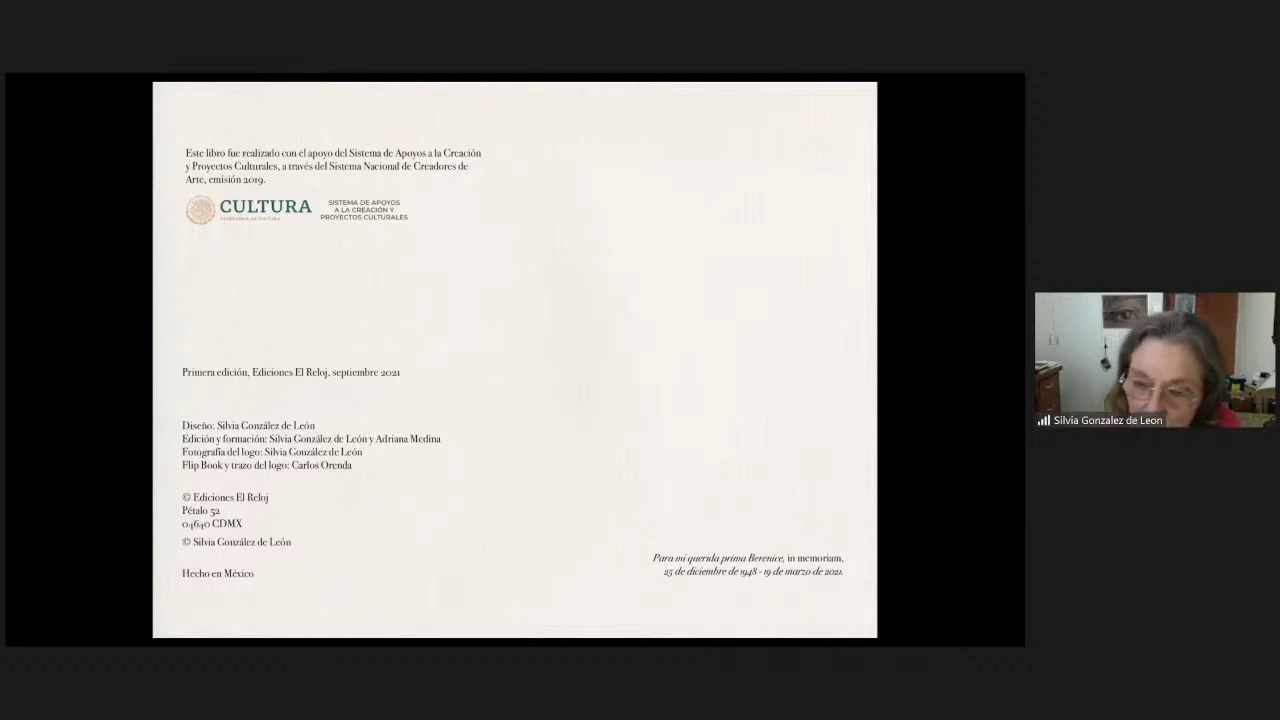 Este libro fue realizado con el apoyo del Sistema de Apoyos a la Creación
y Proyectos Culturales, a través del Sistema Nacional de Creadores de
Arte, emisión 2019.
CULTURA
SECRETARÍA DE CULTURA
SISTEMA DE APOYOS
A LA CREACIÓN Y
PROYECTOS CULTURALES
Primera edición, Ediciones El Reloj, septiembre 2021
Diseño: Silvia González de León
Edición y formación: Silvia González de León y Adriana Medina
Fotografía del logo: Silvia González de León
Flip Book y trazo del logo: Carlos Orenda
© Ediciones El Reloj
Pétalo 52
04640 CDMX
© Silvia González de León
Hecho en México
Para mi querida prima Berenice, in memoriam,
25 de diciembre de 1948 - 19 de marzo de 2021.
Silvia Gonzalez de Leon